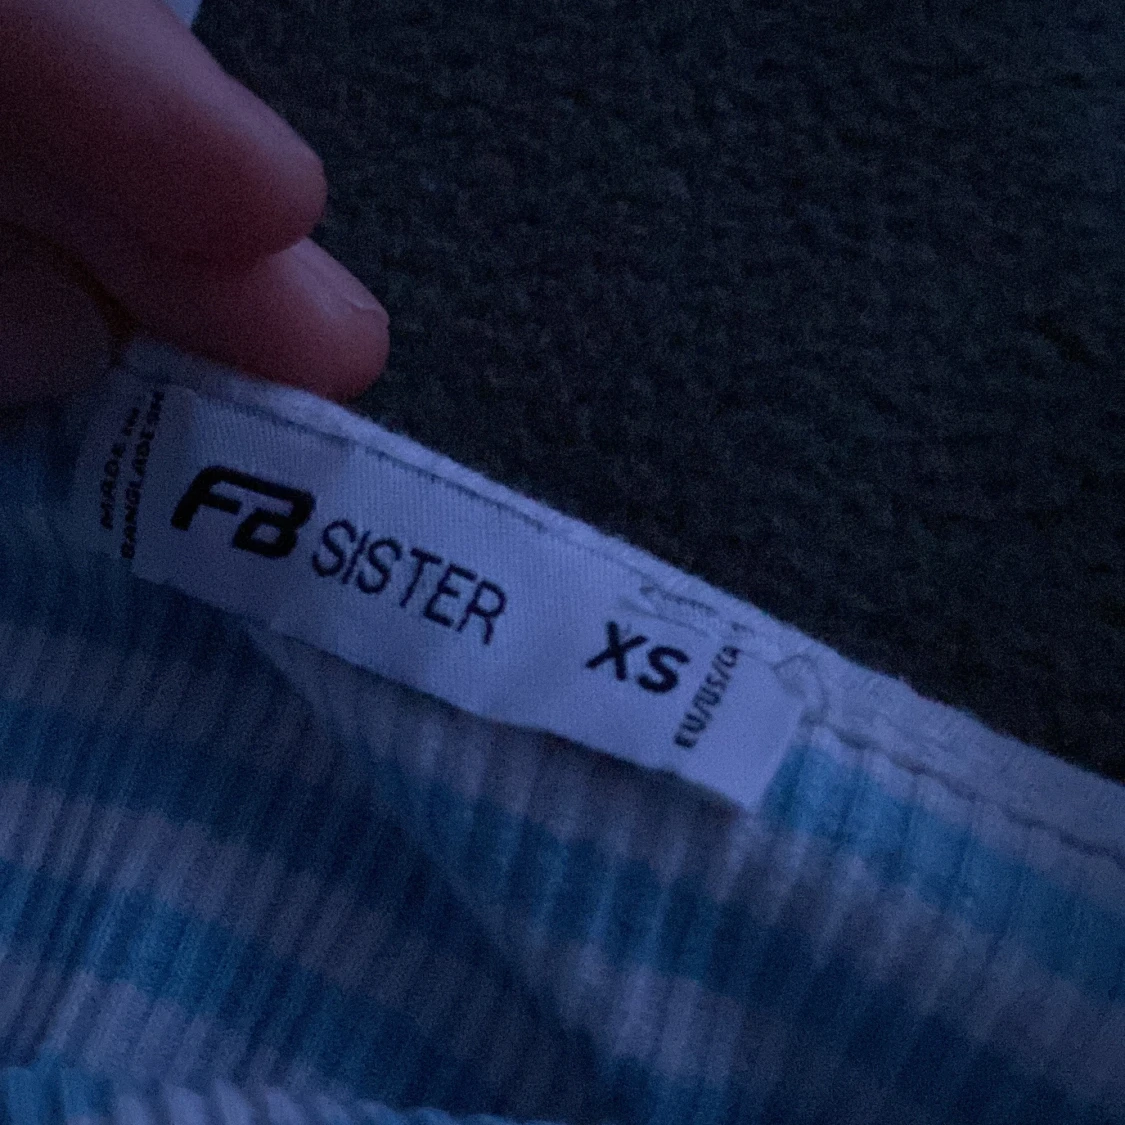 MADE IN
BANGLADESH
FB SISTER
XS
EU/US/CA